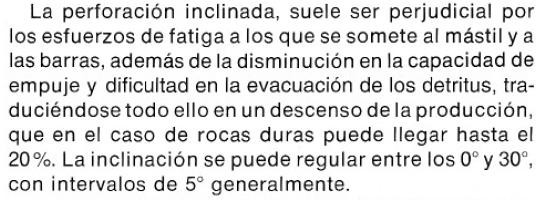 La perforación inclinada, suele ser perjudicial por
los esfuerzos de fatiga a los que se somete al mástil y a
las barras, además de la disminución en la capacidad de
empuje y dificultad en la evacuación de los detritus, tra-
duciéndose todo ello en un descenso de la producción,
que en el caso de rocas duras puede llegar hasta el
20%. La inclinación se puede regular entre los 0° y 30°,
con intervalos de 5° generalmente.